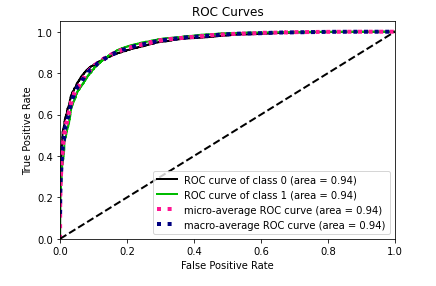 ROC Curves
True Positive Rate
1.0
0.8
0.6
0.4
0.2
0.0
ROC curve of class 0 (area = 0.94)
ROC curve of class 1 (area = 0.94)
micro-average ROC curve (area = 0.94)
macro-average ROC curve (area = 0.94)
0.0 0.2 0.4 0.6 0.8 1.0
False Positive Rate